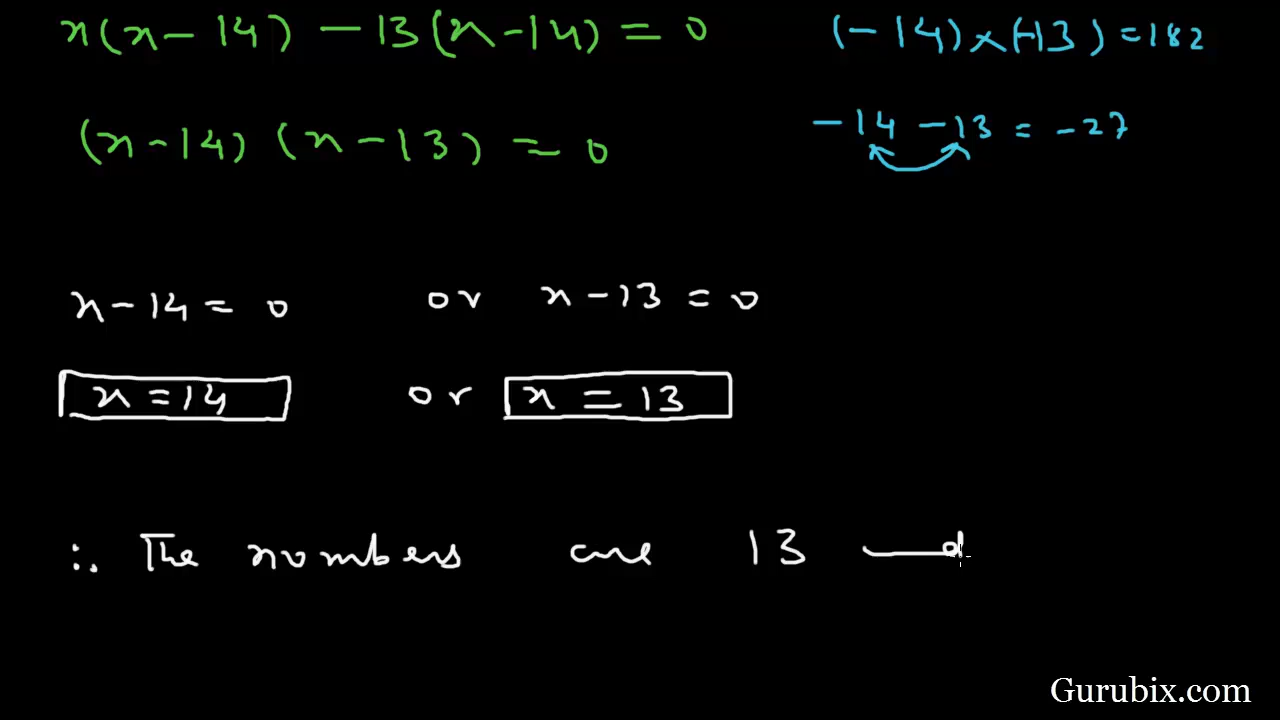 x(x-14) -13(x-14) = 0
(-14)×(-13) = 182
(x-14) (x-13) = 0
-14 -13 = -27
x-14 = 0 or x-13 = 0
x = 14 or x = 13
∴ The numbers are 13
Gurubix.com